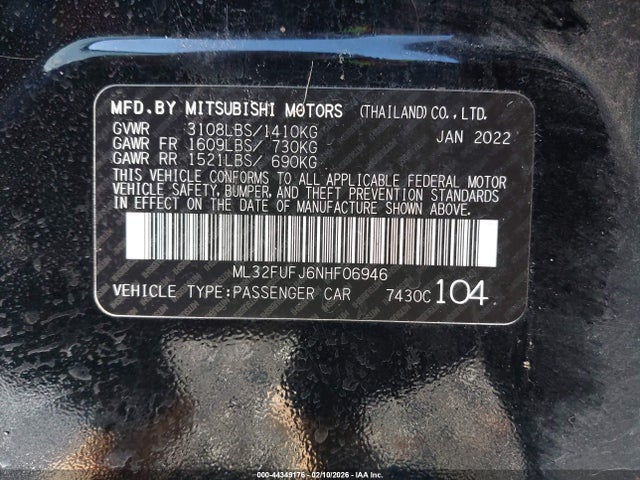 MFD.BY MITSUBISHI MOTORS (THAILAND)CO.,LTD.
GVWR 3108LBS/1410KG JAN 2022
GAWR FR 1609LBS/ 730KG
GAWR RR 1521LBS/ 690KG
THIS VEHICLE CONFORMS TO ALL APPLICABLE FEDERAL MOTOR
VEHICLE SAFETY, BUMPER, AND THEFT PREVENTION STANDARDS
IN EFFECT ON THE DATE OF MANUFACTURE SHOWN ABOVE.
ML32FUFJ6NHF06946
VEHICLE TYPE:PASSENGER CAR 7430C 104
000-44349176 - 02/10/2026 - IAA Inc.